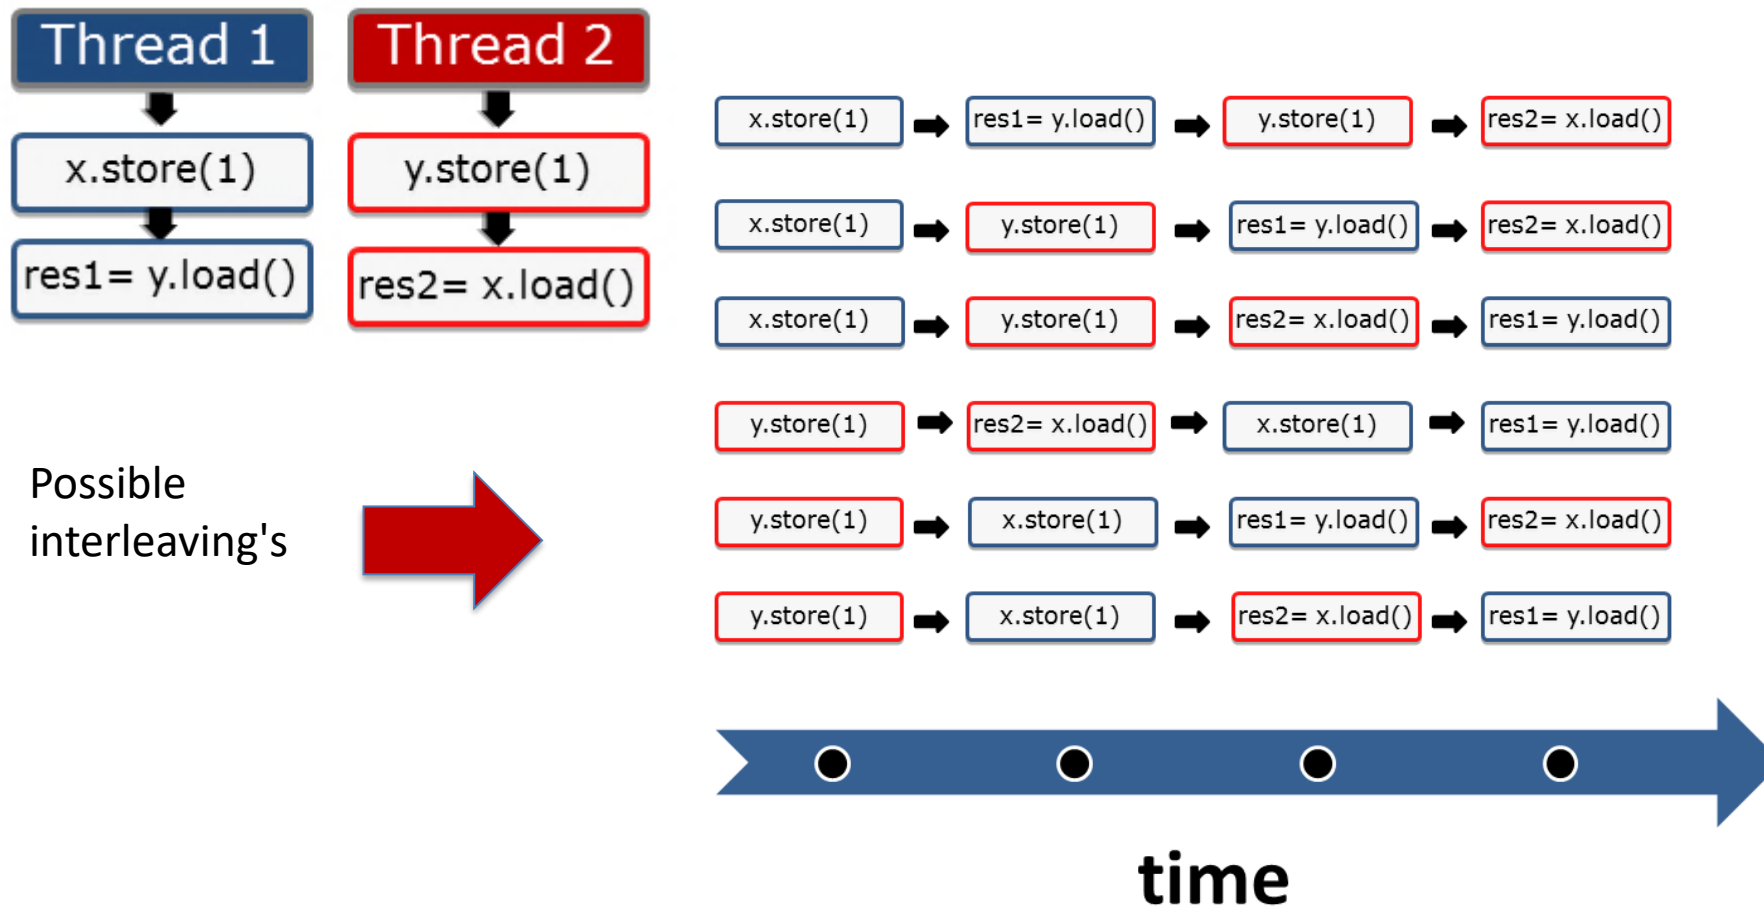 Thread 1
x.store(1)
res1= y.load()
Thread 2
y.store(1)
res2= x.load()
x.store(1) res1= y.load() y.store(1) res2= x.load()
x.store(1) y.store(1) res1= y.load() res2= x.load()
x.store(1) y.store(1) res2= x.load() res1= y.load()
y.store(1) res2= x.load() x.store(1) res1= y.load()
y.store(1) x.store(1) res1= y.load() res2= x.load()
y.store(1) x.store(1) res2= x.load() res1= y.load()
Possible
interleaving's
time